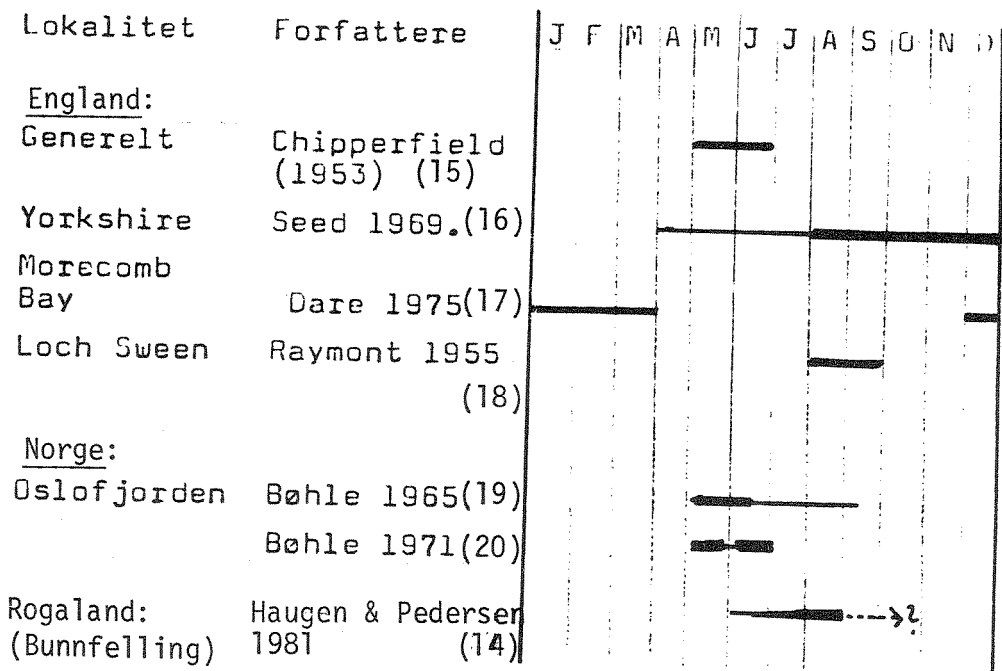 Lokalitet Forfattere J F M A M J J A S O N D
England:
Generelt Chipperfield
(1953) (15)
Yorkshire Seed 1969.(16)
Morecomb
Bay Dare 1975(17)
Loch Sween Raymont 1955
(18)
Norge:
Oslofjorden Bøhle 1965(19)
Bøhle 1971(20)
Rogaland: Haugen & Pedersen
(Bunnfelling) 1981 (14)
?